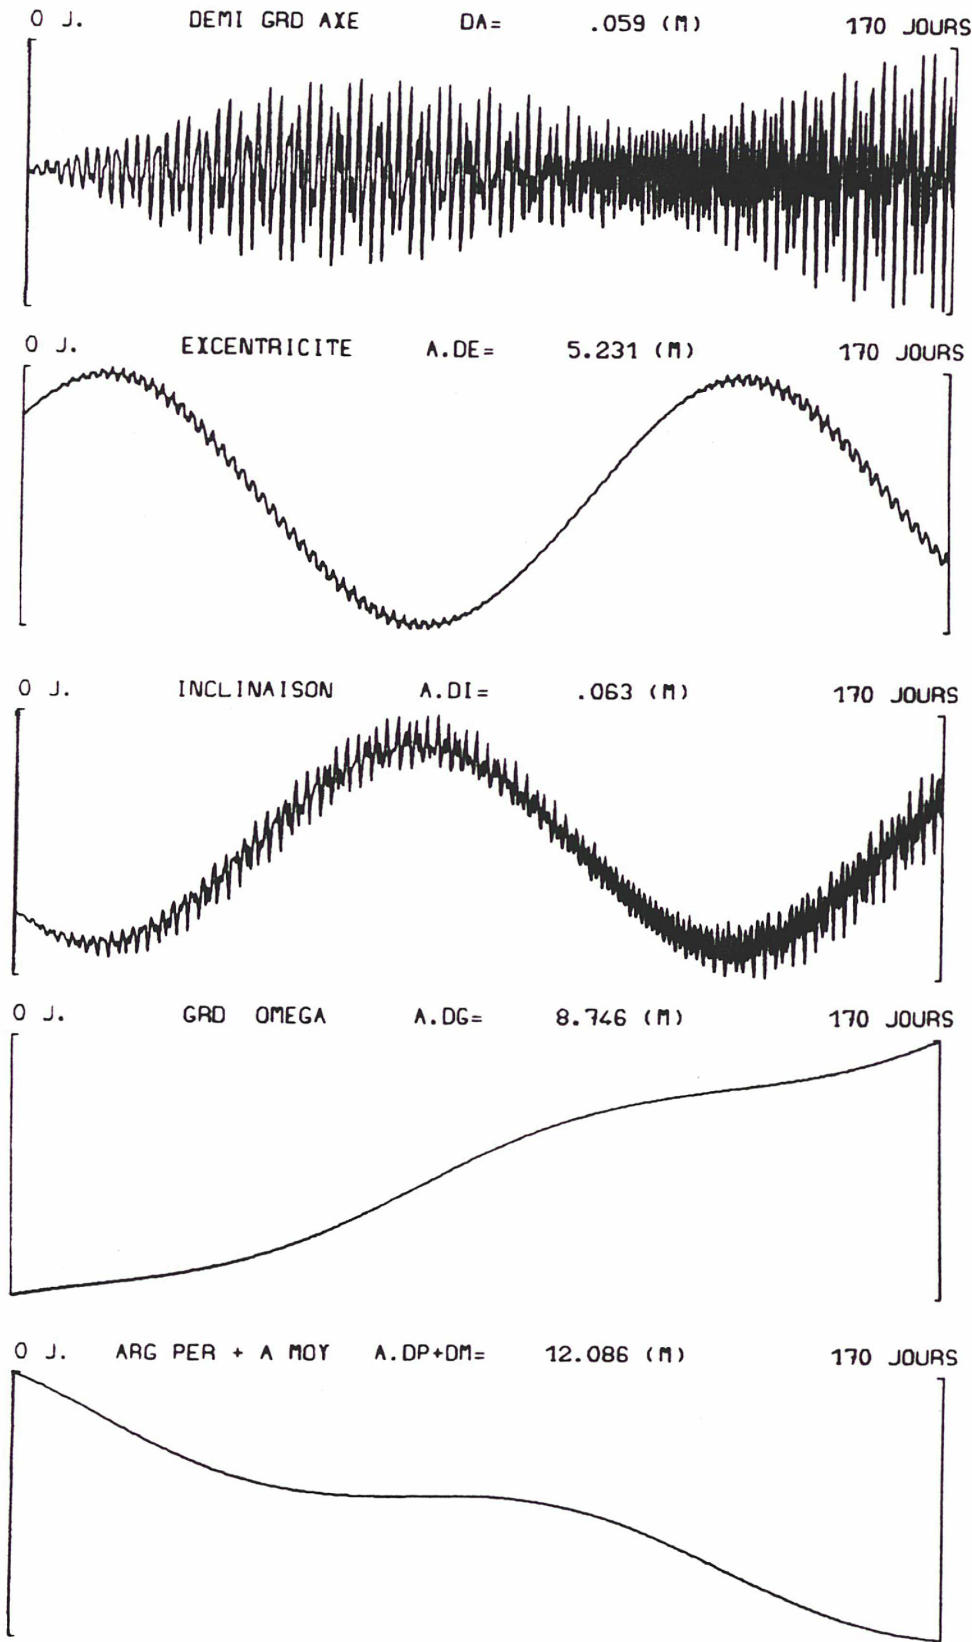 0 J. DEMI GRD AXE DA= .059 (M) 170 JOURS
0 J. EXCENTRICITE A.DE= 5.231 (M) 170 JOURS
0 J. INCLINAISON A.DI= .063 (M) 170 JOURS
0 J. GRD OMEGA A.DG= 8.746 (M) 170 JOURS
0 J. ARG PER + A MOY A.DP+DM= 12.086 (M) 170 JOURS